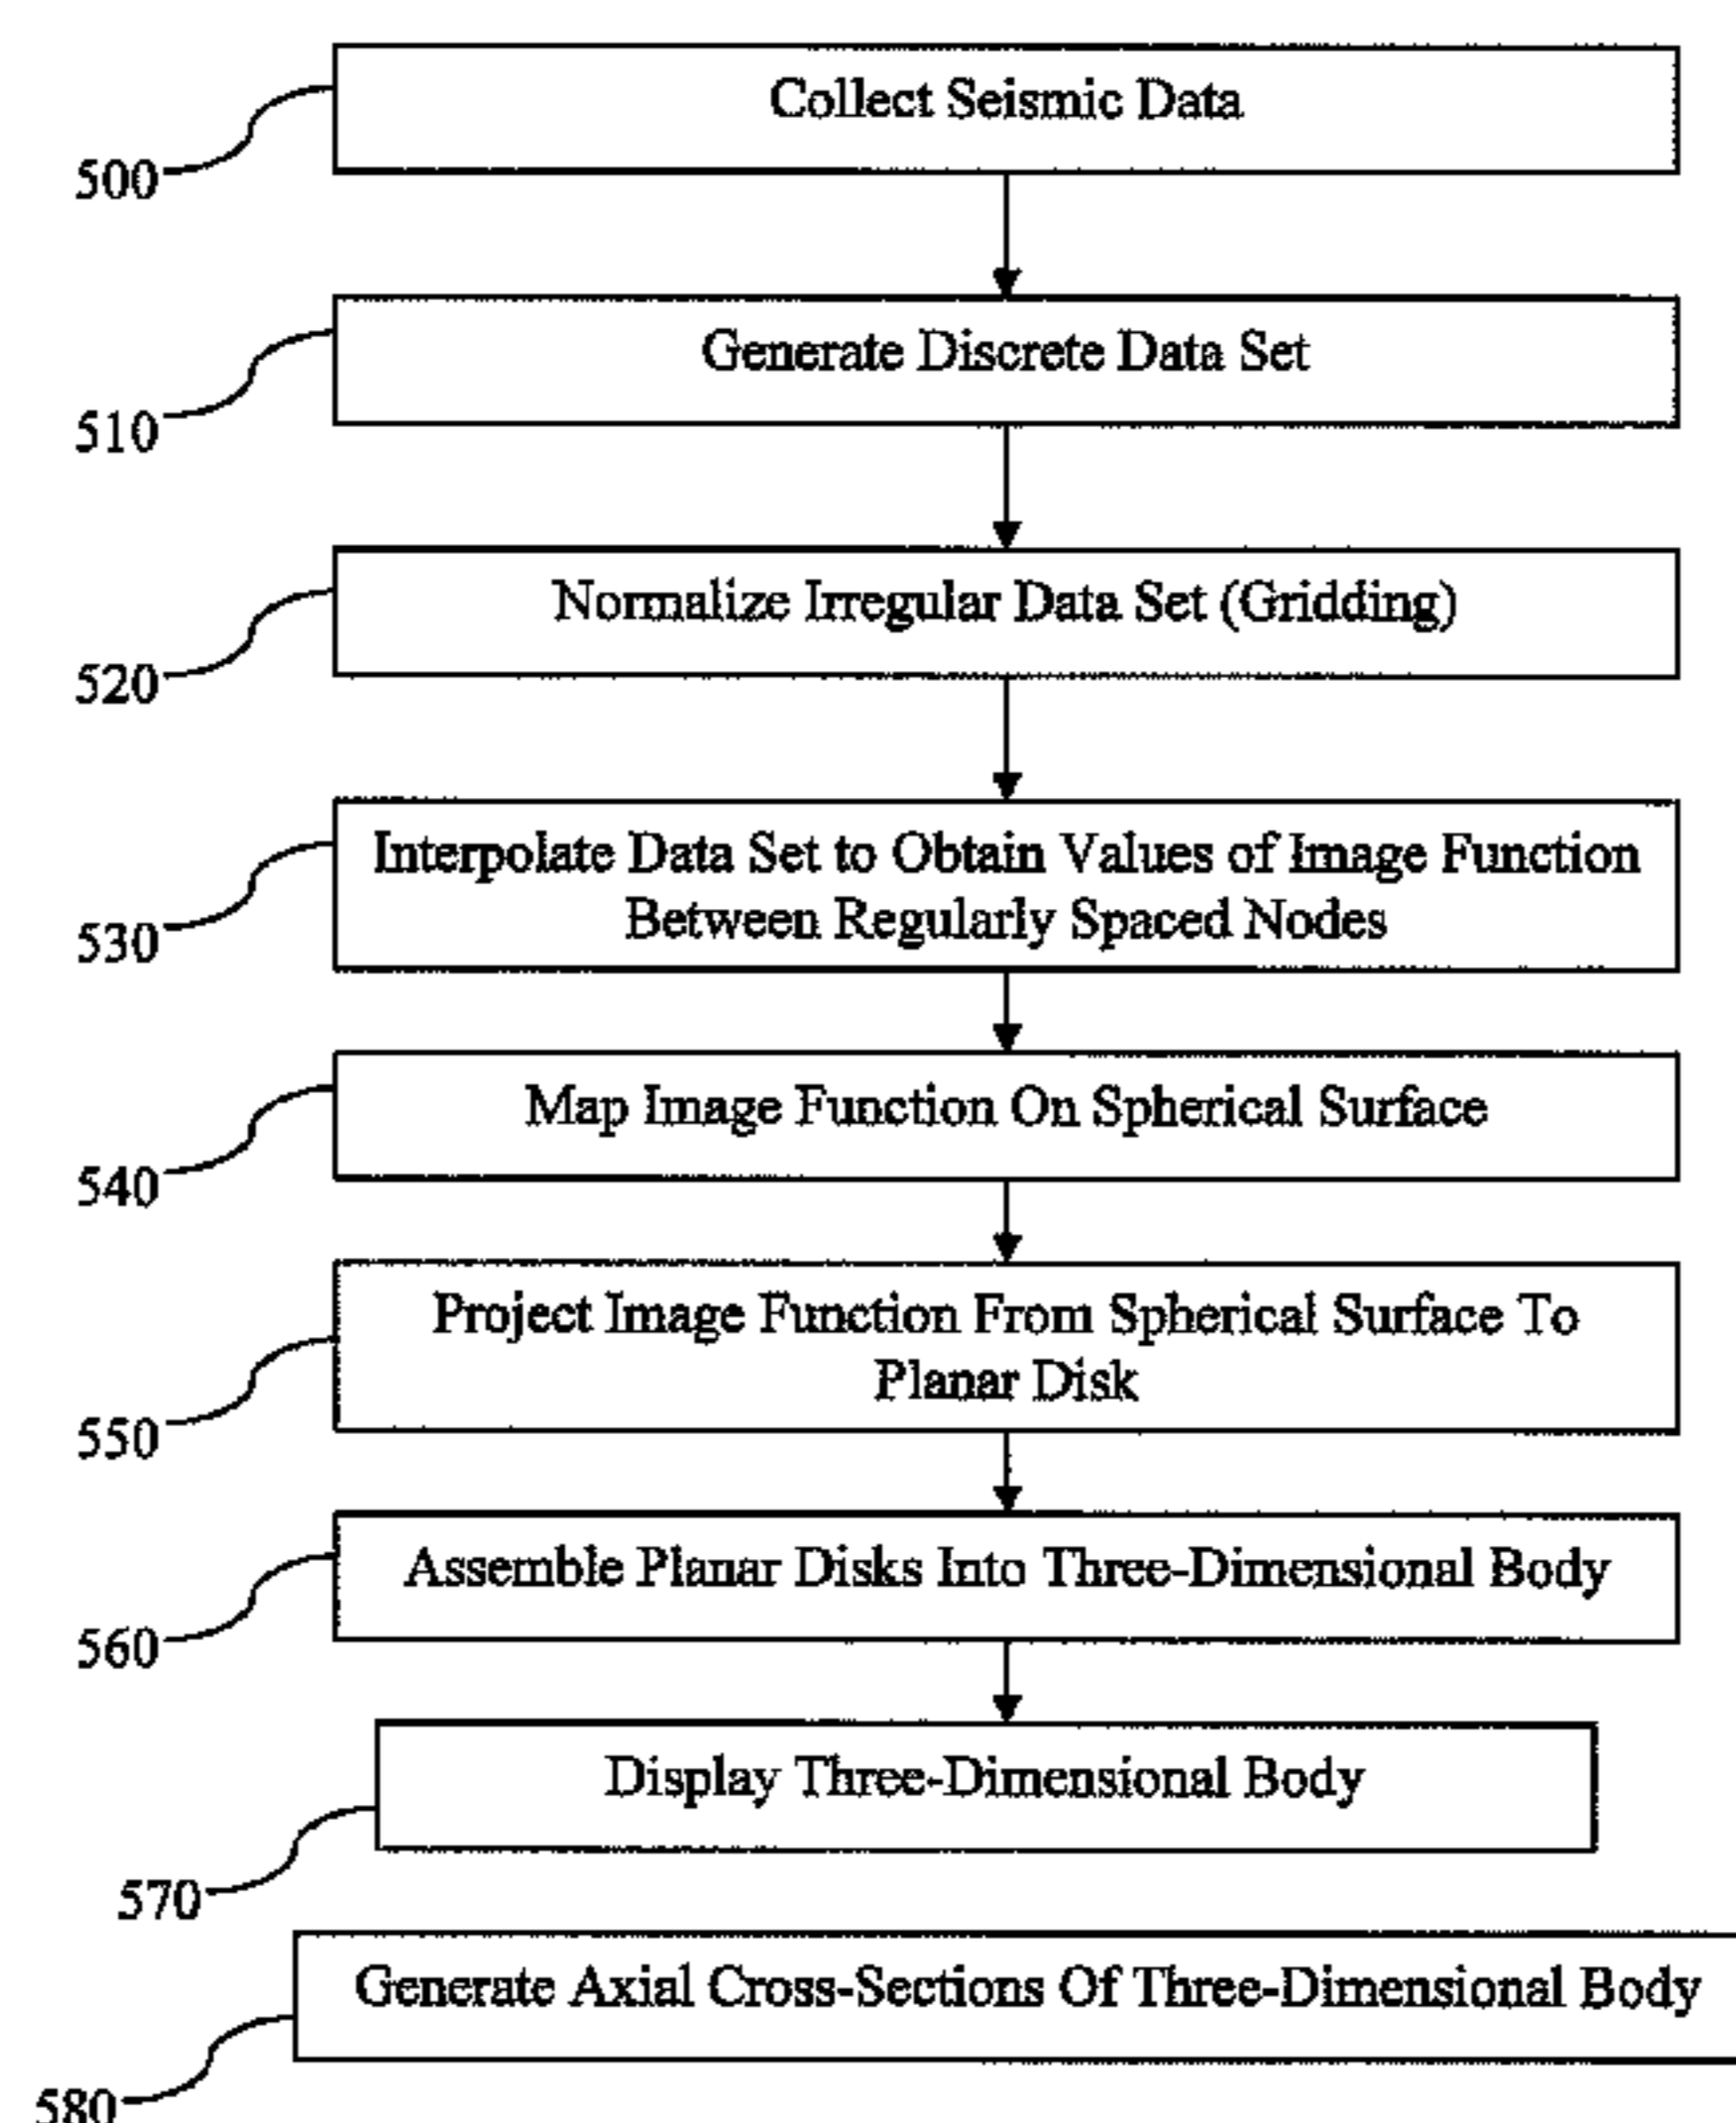 Collect Seismic Data
500
Generate Discrete Data Set
510
Normalize Irregular Data Set (Gridding)
520
Interpolate Data Set to Obtain Values of Image Function
Between Regularly Spaced Nodes
530
Map Image Function On Spherical Surface
540
Project Image Function From Spherical Surface To
Planar Disk
550
Assemble Planar Disks Into Three-Dimensional Body
560
Display Three-Dimensional Body
570
Generate Axial Cross-Sections Of Three-Dimensional Body
580